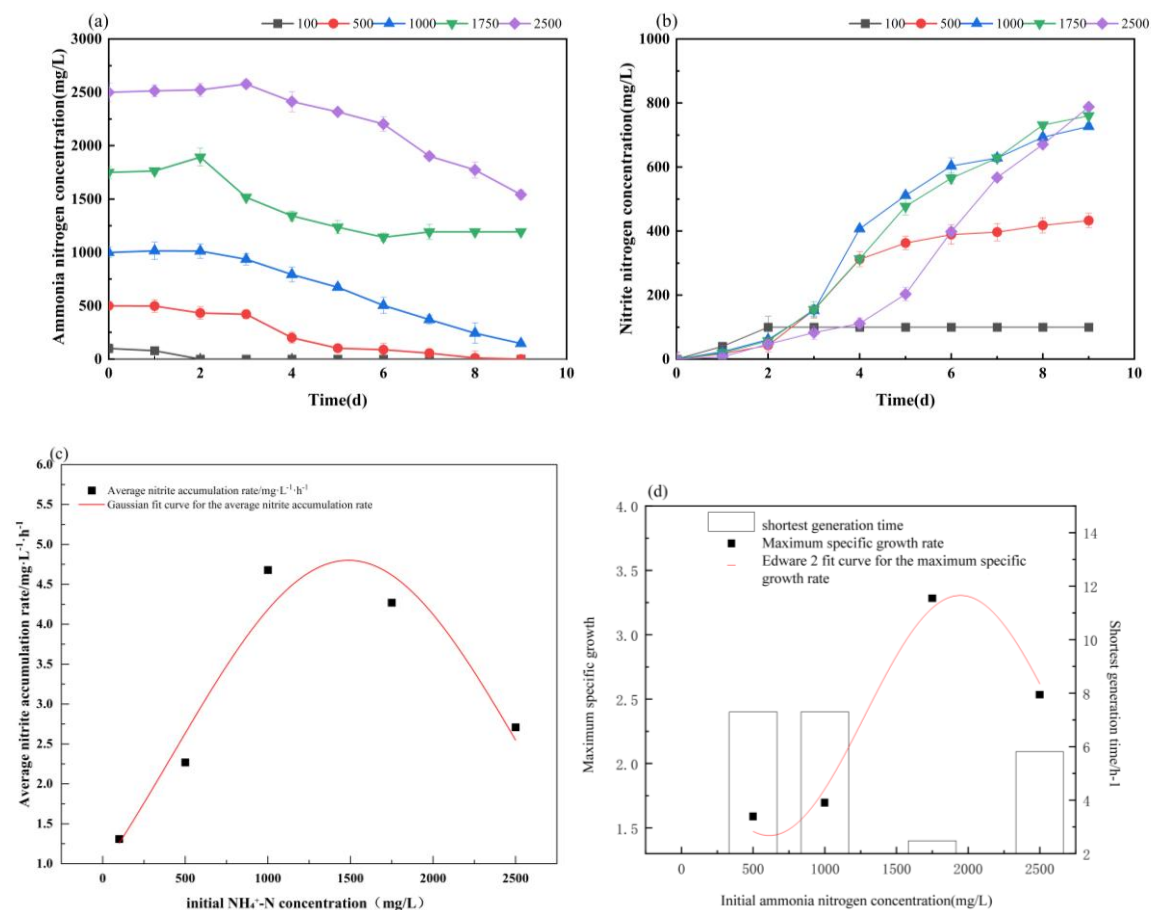 (a)
100 500 1000 1750 2500
Ammonia nitrogen concentration(mg/L)
3000
2500
2000
1500
1000
500
0
0 2 4 6 8 10
Time(d)
(b)
100 500 1000 1750 2500
Nitrite nitrogen concentration(mg/L)
1000
800
600
400
200
0
0 2 4 6 8 10
Time(d)
(c)
Average nitrite accumulation rate/mg·L⁻¹·h⁻¹
6.0
5.5
5.0
4.5
4.0
3.5
3.0
2.5
2.0
1.5
1.0
Average nitrite accumulation rate/mg·L⁻¹·h⁻¹
Gaussian fit curve for the average nitrite accumulation rate
0 500 1000 1500 2000 2500
initial NH₄⁺-N concentration（mg/L）
(d)
Maximum specific growth
4.0
3.5
3.0
2.5
2.0
1.5
shortest generation time
Maximum specific growth rate
Edware 2 fit curve for the maximum specific
growth rate
14
12
10
8
6
4
2
Shortest generation time/h-1
0 500 1000 1500 2000 2500
Initial ammonia nitrogen concentration(mg/L)